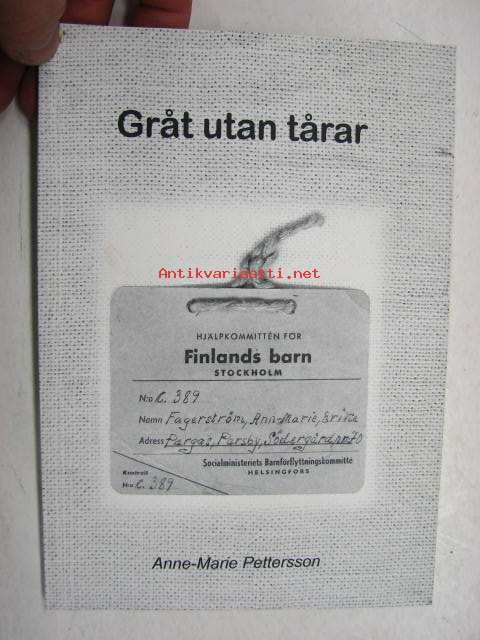 Gråt utan tårar
Antikvariaatti.net
HJÄLPKOMMITTÉN FÖR
Finlands barn
STOCKHOLM
N:o C. 389
Namn Fagerström, Ann-Marie, Erika
Adress Pargas, Parsby, Södergård
Socialministeriets Barnförflyttningskommitté
HELSINGFORS
Kontroll
N:o C. 389
Anne-Marie Pettersson